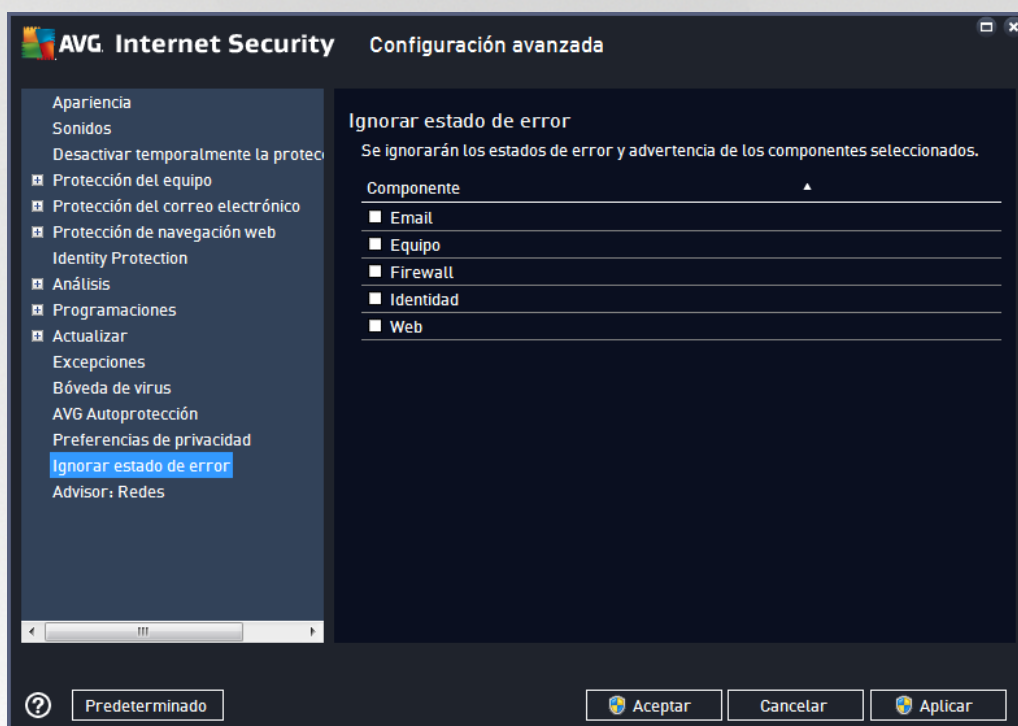 AVG. Internet Security Configuración avanzada
Apariencia
Sonidos
Desactivar temporalmente la protec
Protección del equipo
Protección del correo electrónico
Protección de navegación web
Identity Protection
Análisis
Programaciones
Actualizar
Excepciones
Bóveda de virus
AVG Autoprotección
Preferencias de privacidad
Ignorar estado de error
Advisor: Redes
Ignorar estado de error
Se ignorarán los estados de error y advertencia de los componentes seleccionados.
Componente
Email
Equipo
Firewall
Identidad
Web
? Predeterminado Aceptar Cancelar Aplicar